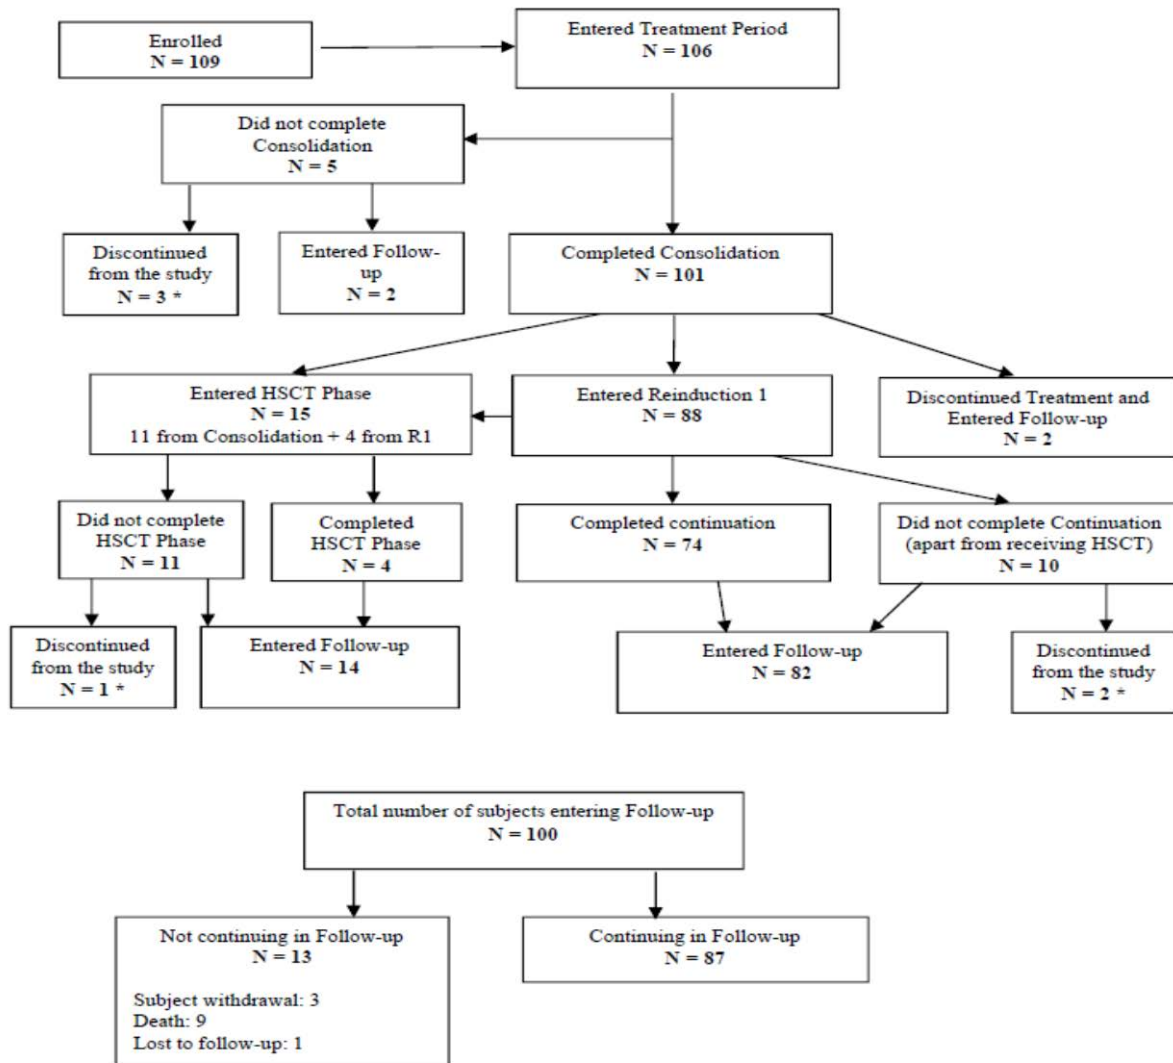 Enrolled
N = 109
Entered Treatment Period
N = 106
Did not complete
Consolidation
N = 5
Discontinued
from the study
N = 3 *
Entered Follow-
up
N = 2
Completed Consolidation
N = 101
Entered HSCT Phase
N = 15
11 from Consolidation + 4 from R1
Entered Reinduction 1
N = 88
Discontinued Treatment and
Entered Follow-up
N = 2
Did not complete
HSCT Phase
N = 11
Completed
HSCT Phase
N = 4
Completed continuation
N = 74
Did not complete Continuation
(apart from receiving HSCT)
N = 10
Discontinued
from the study
N = 1 *
Entered Follow-up
N = 14
Entered Follow-up
N = 82
Discontinued
from the study
N = 2 *
Total number of subjects entering Follow-up
N = 100
Not continuing in Follow-up
N = 13
Subject withdrawal: 3
Death: 9
Lost to follow-up: 1
Continuing in Follow-up
N = 87